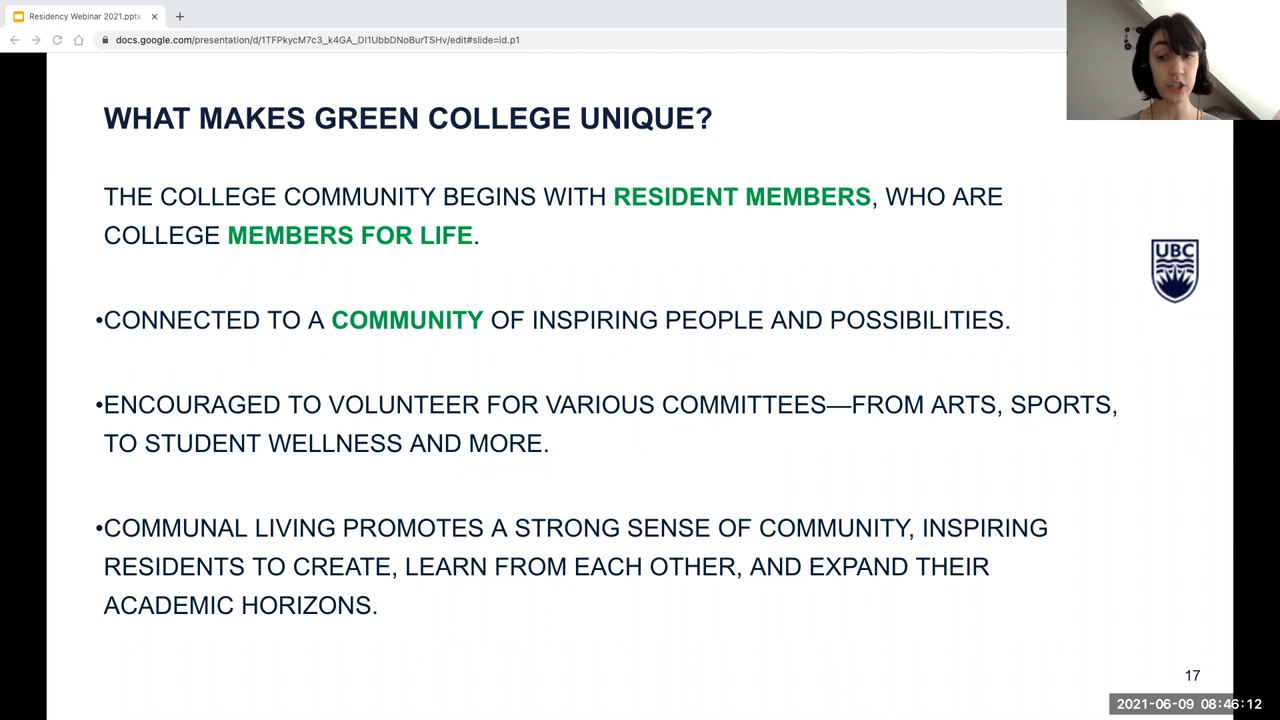 Residency Webinar 2021.pptx
docs.google.com/presentation/d/1TFPkycM7c3_k4GA_DI1UbbDNoBurTSHv/edit#slide=id.p1
WHAT MAKES GREEN COLLEGE UNIQUE?
THE COLLEGE COMMUNITY BEGINS WITH RESIDENT MEMBERS, WHO ARE
COLLEGE MEMBERS FOR LIFE.
UBC
•CONNECTED TO A COMMUNITY OF INSPIRING PEOPLE AND POSSIBILITIES.
•ENCOURAGED TO VOLUNTEER FOR VARIOUS COMMITTEES—FROM ARTS, SPORTS,
TO STUDENT WELLNESS AND MORE.
•COMMUNAL LIVING PROMOTES A STRONG SENSE OF COMMUNITY, INSPIRING
RESIDENTS TO CREATE, LEARN FROM EACH OTHER, AND EXPAND THEIR
ACADEMIC HORIZONS.
17
2021-06-09 08:46:12